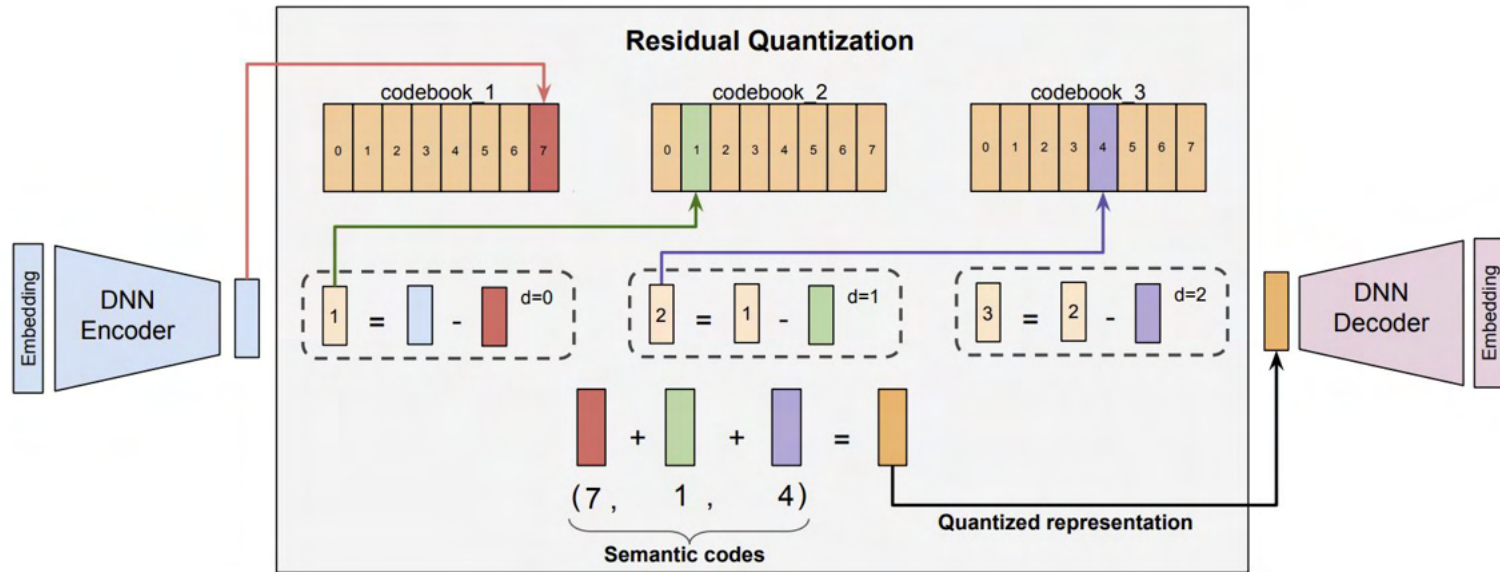 Residual Quantization
codebook_1
codebook_2
codebook_3
0 1 2 3 4 5 6 7
0 1 2 3 4 5 6 7
0 1 2 3 4 5 6 7
Embedding
DNN
Encoder
1 = - d=0
2 = 1 - d=1
3 = 2 - d=2
DNN
Decoder
Embedding
+ + =
(7 , 1 , 4)
Semantic codes
Quantized representation